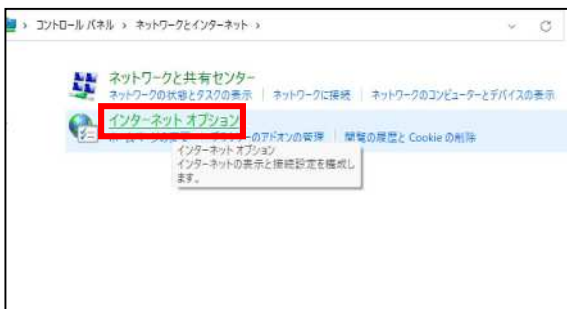 コントロール パネル > ネットワークとインターネット >
ネットワークと共有センター
ネットワークの状態とタスクの表示 | ネットワークに接続 | ネットワークのコンピューターとデバイスの表示
インターネット オプション
のアドオンの管理 | 閲覧の履歴と Cookie の削除
インターネット オプション
インターネットの表示と接続設定を構成し
ます。